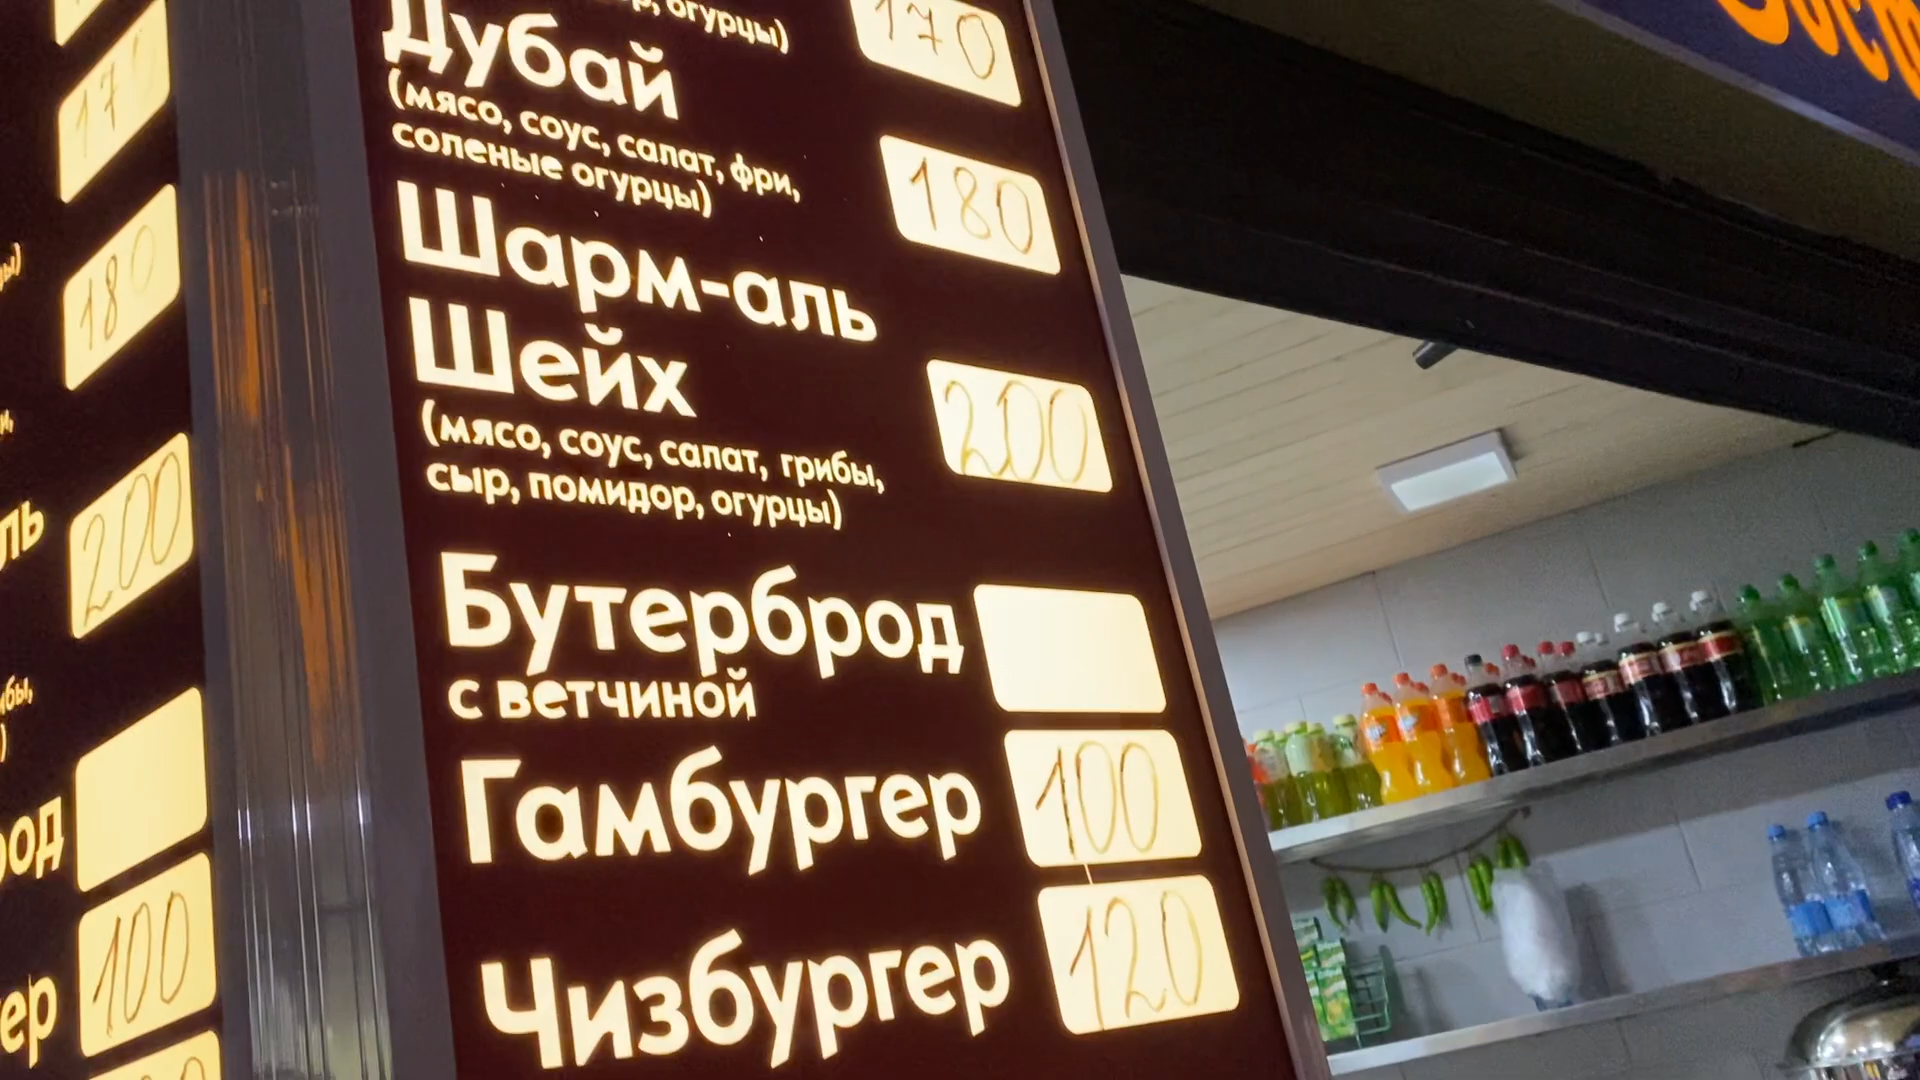 огурцы)
170
Дубай
(мясо, соус, салат, фри,
соленые огурцы)
180
Шарм-аль
Шейх
200
(мясо, соус, салат, грибы,
сыр, помидор, огурцы)
Бутерброд
с ветчиной
Гамбургер
100
Чизбургер
120
17
180
200
100